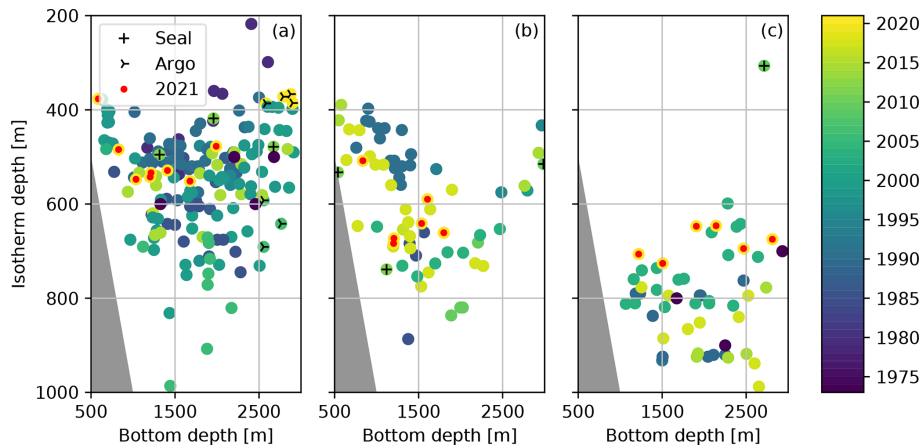 200
400
600
800
1000
Isotherm depth [m]
Seal
Argo
2021
(a)
500
1500
2500
Bottom depth [m]
(b)
500
1500
2500
Bottom depth [m]
(c)
500
1500
2500
Bottom depth [m]
2020
2015
2010
2005
2000
1995
1990
1985
1980
1975